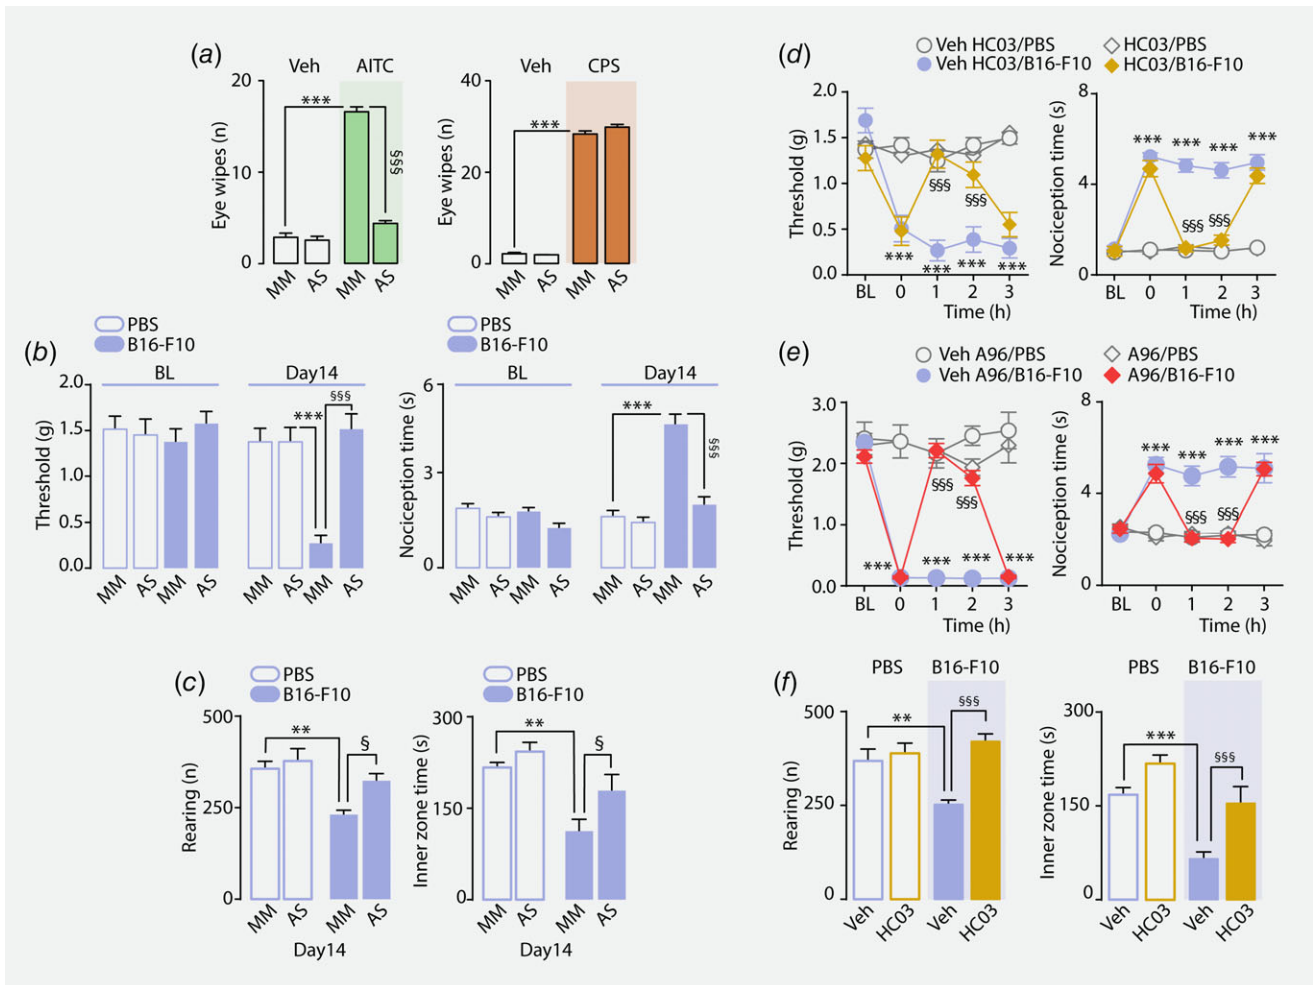 (a)
Veh AITC
20
10
0
Eye wipes (n)
***
§§§
MM AS MM AS
Veh CPS
40
20
0
Eye wipes (n)
***
MM AS MM AS
(b)
PBS
B16-F10
BL Day14
2.0
1.5
1.0
0.5
0.0
Threshold (g)
***
§§§
MM AS MM AS MM AS MM AS
PBS
B16-F10
BL Day14
6
3
0
Nociception time (s)
***
§§§
MM AS MM AS MM AS MM AS
(c)
PBS
B16-F10
500
250
0
Rearing (n)
**
§
MM AS MM AS
Day14
PBS
B16-F10
300
150
0
Inner zone time (s)
**
§
MM AS MM AS
Day14
(d)
Veh HC03/PBS HC03/PBS
Veh HC03/B16-F10 HC03/B16-F10
2.0
1.5
1.0
0.5
0.0
Threshold (g)
§§§
§§§
*** *** *** ***
BL 0 1 2 3
Time (h)
8
4
0
Nociception time (s)
*** *** *** ***
§§§ §§§
BL 0 1 2 3
Time (h)
(e)
Veh A96/PBS A96/PBS
Veh A96/B16-F10 A96/B16-F10
3.0
2.0
1.0
0.0
Threshold (g)
§§§
§§§
*** *** *** ***
BL 0 1 2 3
Time (h)
8
4
0
Nociception time (s)
*** *** *** ***
§§§ §§§
BL 0 1 2 3
Time (h)
(f)
PBS B16-F10
500
250
0
Rearing (n)
**
§§§
Veh HC03 Veh HC03
PBS B16-F10
300
150
0
Inner zone time (s)
***
§§§
Veh HC03 Veh HC03